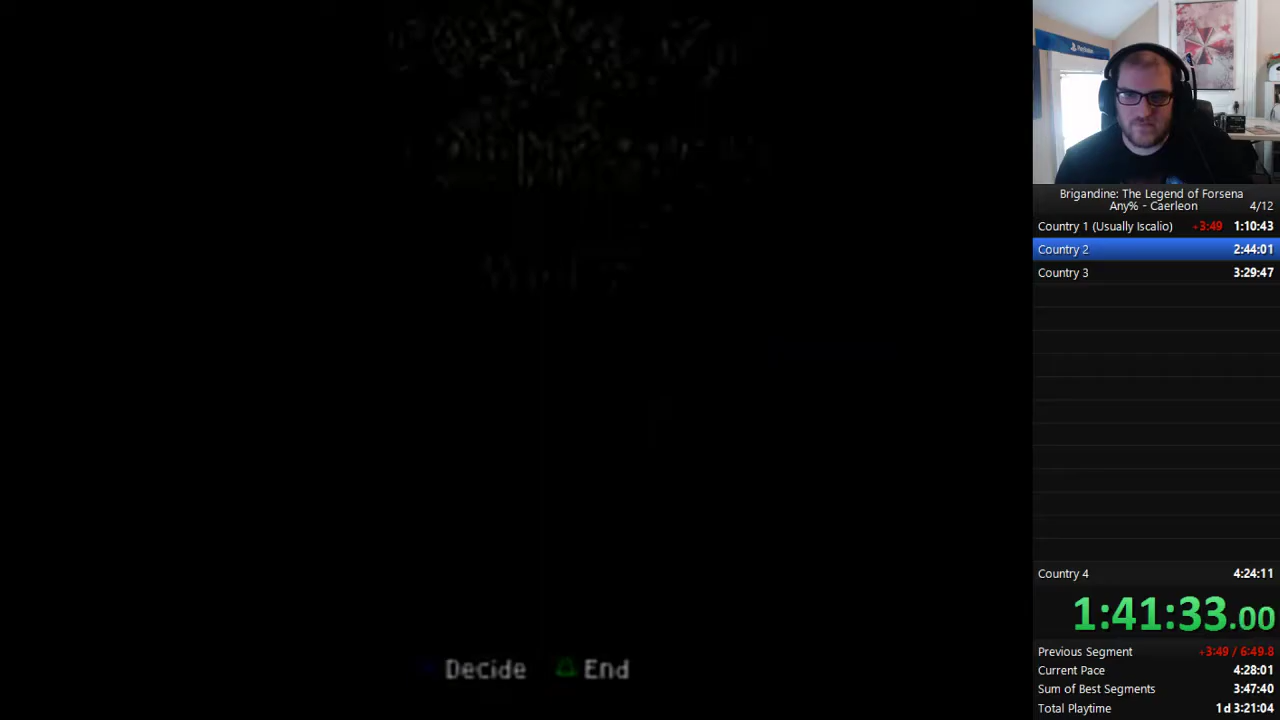 PlayStation
Brigandine: The Legend of Forsena
Any% - Caerleon 4/12
Country 1 (Usually Iscalio) +3:49 1:10:43
Country 2 2:44:01
Country 3 3:29:47
Country 4 4:24:11
1:41:33.00
Previous Segment +3:49 / 6:49.8
Current Pace 4:28:01
Sum of Best Segments 3:47:40
Total Playtime 1d 3:21:04
Decide End